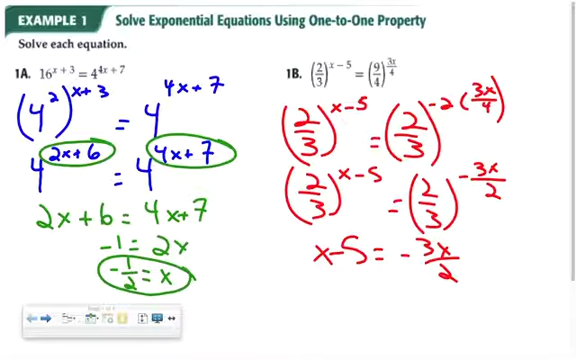 EXAMPLE 1 Solve Exponential Equations Using One-to-One Property
Solve each equation.
1A. 16^{x + 3} = 4^{4x + 7}
(4^2)^{x+3} = 4^{4x+7}
4^{2x+6} = 4^{4x+7}
2x+6 = 4x+7
-1 = 2x
-1/2 = x
1B. (2/3)^{x – 5} = (9/4)^{3x/4}
(2/3)^{x-5} = (2/3)^{-2(3x/4)}
(2/3)^{x-5} = (2/3)^{-3x/2}
x-5 = -3x/2